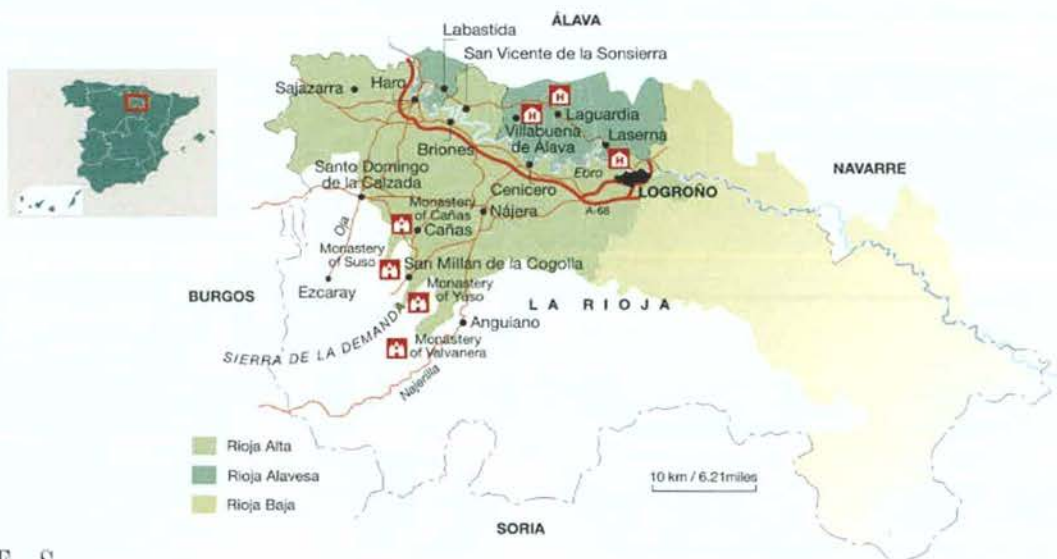 ÁLAVA
Labastida
San Vicente de la Sonsierra
Haro
Sajazarra
Laguardia
Villabuena
de Álava
Laserna
Briones
Ebro
NAVARRE
Santo Domingo
de la Calzada
Cenicero
LOGROÑO
Monastery
of Cañas
Nájera
A-68
Oja
Cañas
Monastery
of Suso
San Millán de la Cogolla
Ezcaray
Monastery
of Yuso
BURGOS
LA RIOJA
Anguiano
SIERRA DE LA DEMANDA
Monastery
of Valvanera
Najerilla
Rioja Alta
Rioja Alavesa
Rioja Baja
10 km / 6.21miles
SORIA